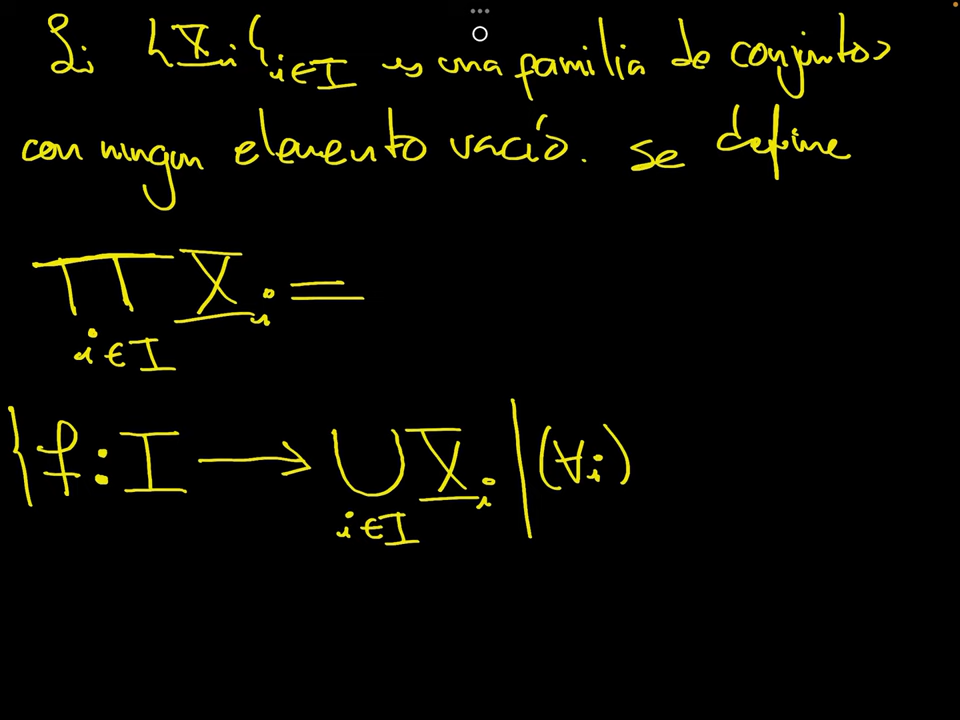 Si {X_i}_{i∈I} es una familia de conjuntos
con ningun elemento vacío. se define
∏_{i∈I} X_i =
{f: I → ∪_{i∈I} X_i | (∀i)